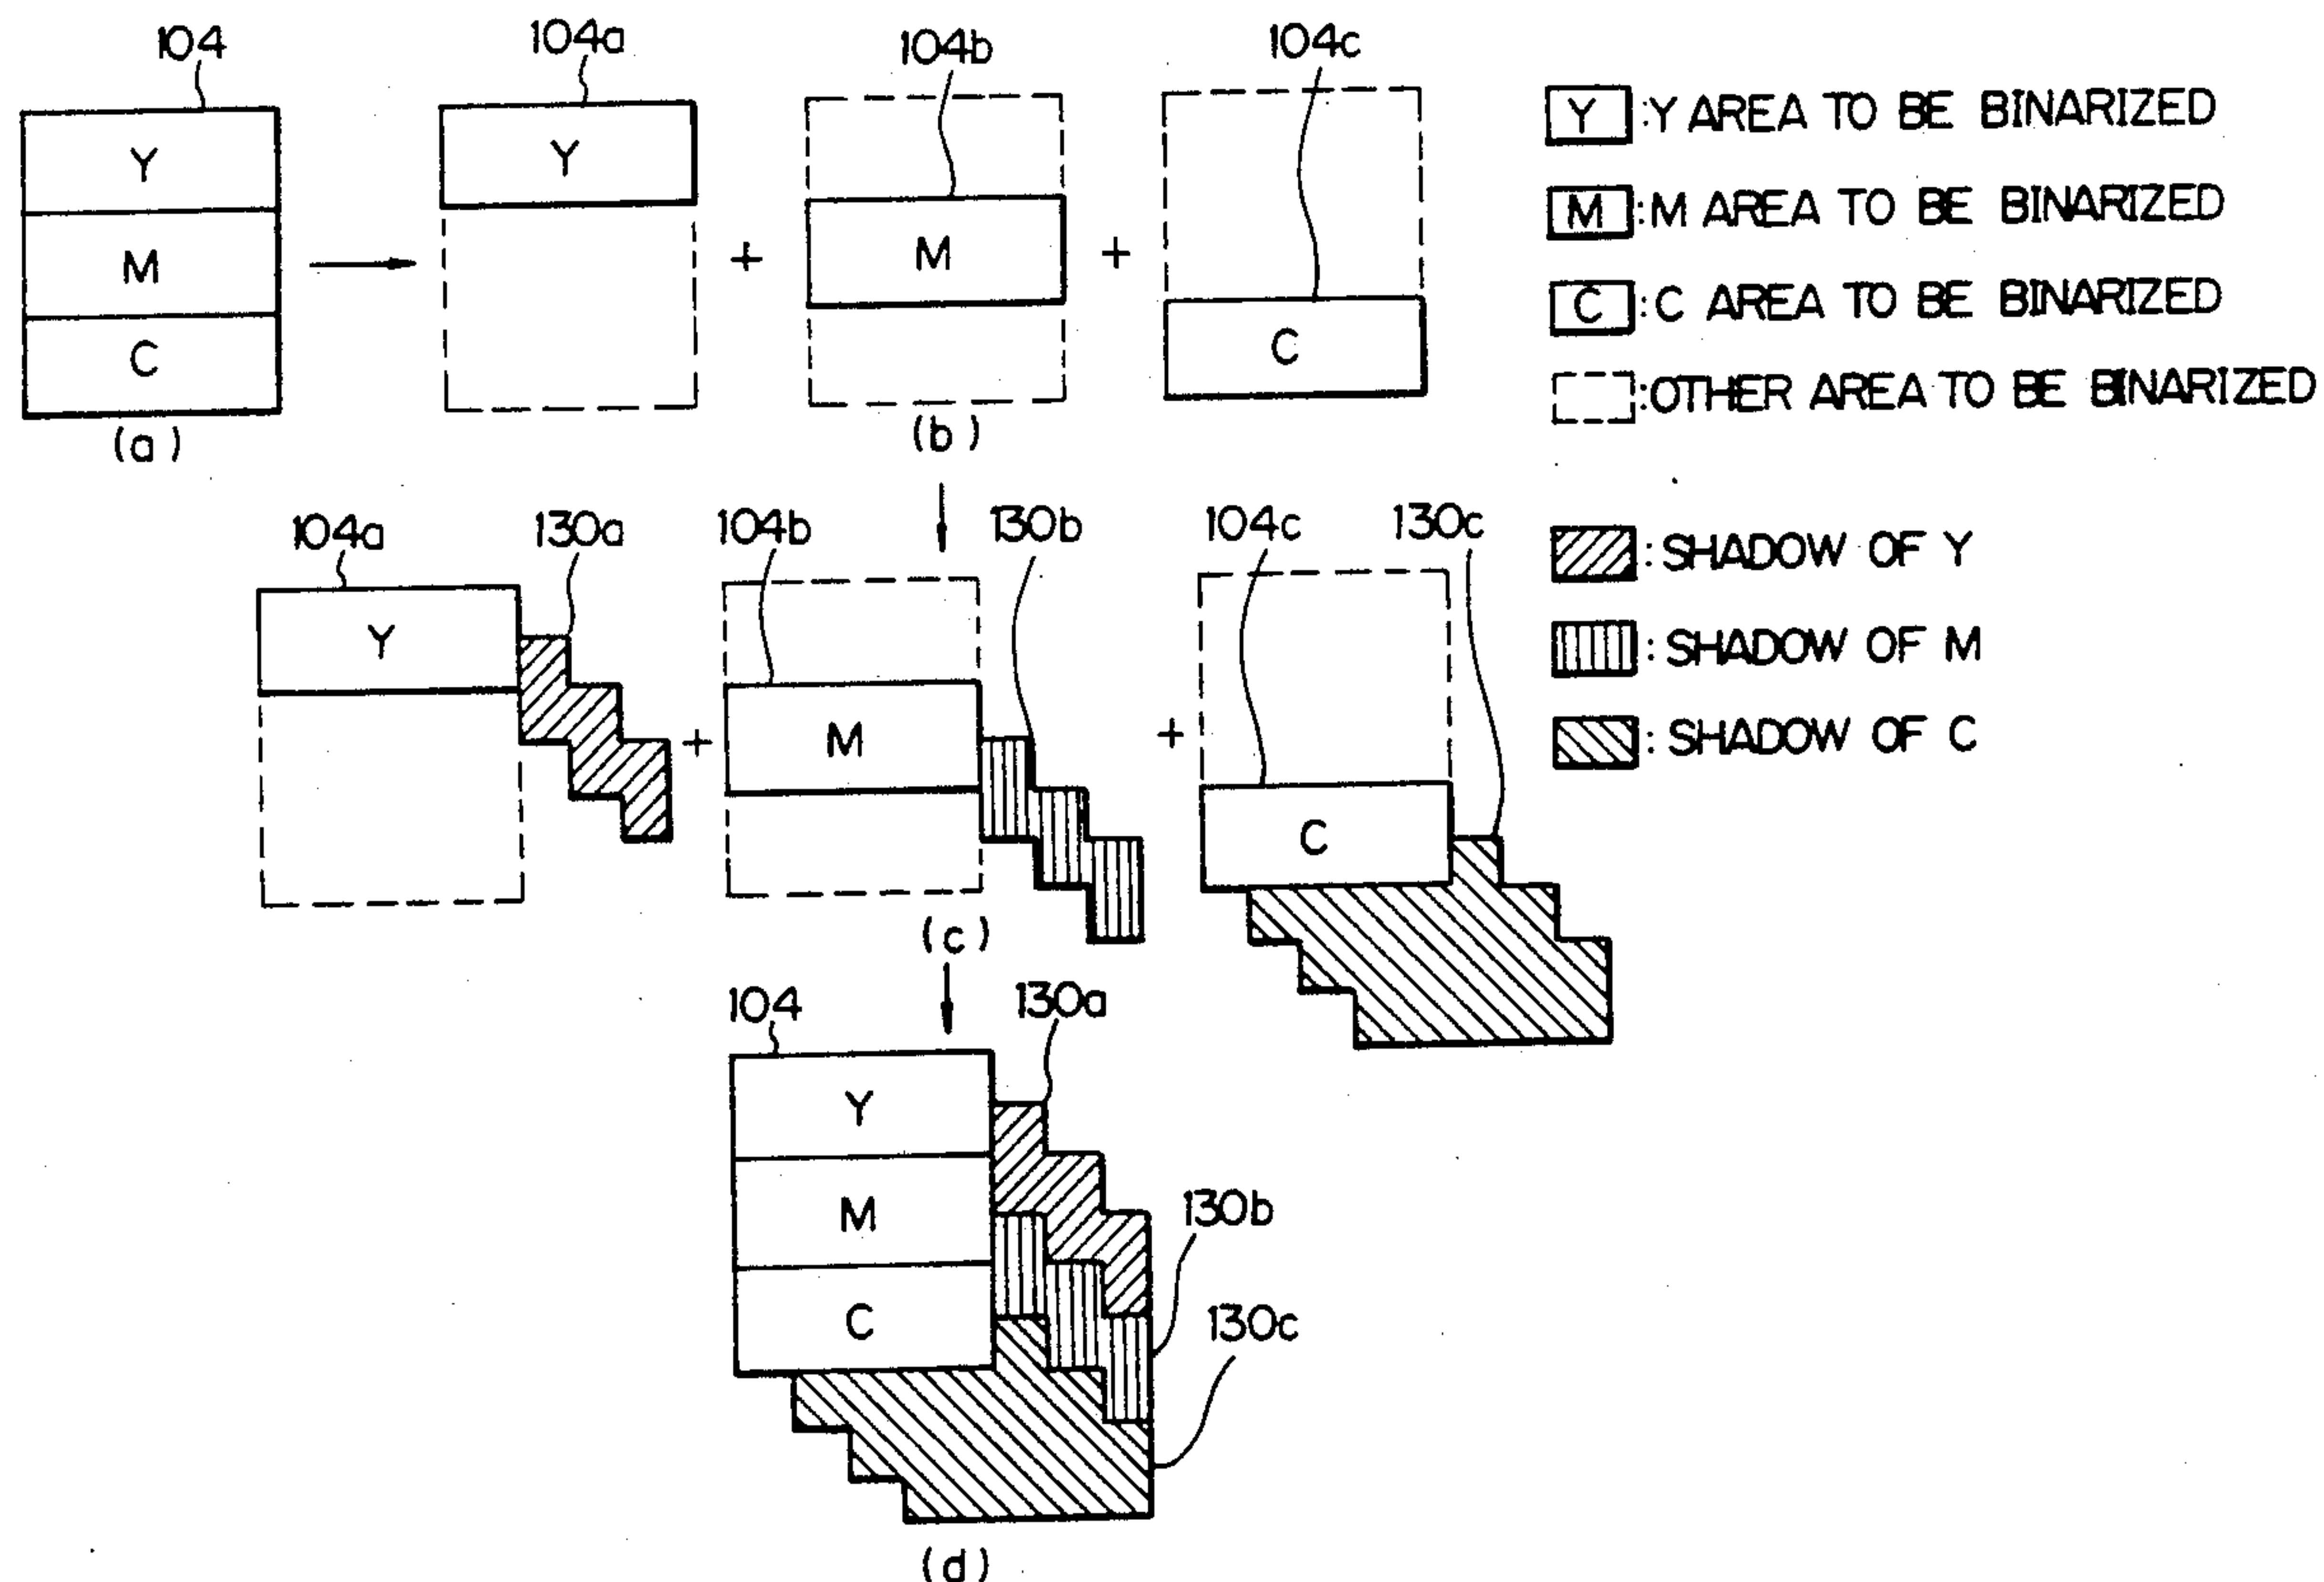 104
104a
104b
104c
Y
M
C
Y
M
C
(a)
(b)
Y :Y AREA TO BE BINARIZED
M :M AREA TO BE BINARIZED
C :C AREA TO BE BINARIZED
:OTHER AREA TO BE BINARIZED
104a
130a
104b
130b
104c
130c
Y
+
M
+
C
+
+
(c)
:SHADOW OF Y
:SHADOW OF M
:SHADOW OF C
104
130a
Y
M
C
130b
130c
(d)